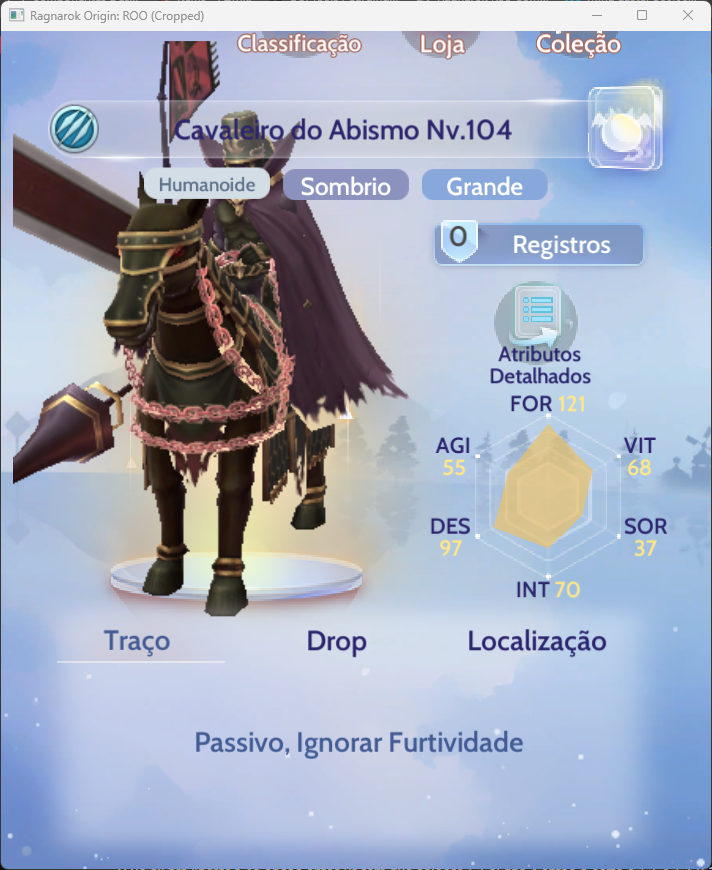 Ragnarok Origin: ROO (Cropped)
Classificação
Loja
Coleção
Cavaleiro do Abismo Nv.104
Humanoide
Sombrio
Grande
0
Registros
Atributos
Detalhados
FOR 121
AGI
55
VIT
68
DES
97
SOR
37
INT 70
Traço
Drop
Localização
Passivo, Ignorar Furtividade